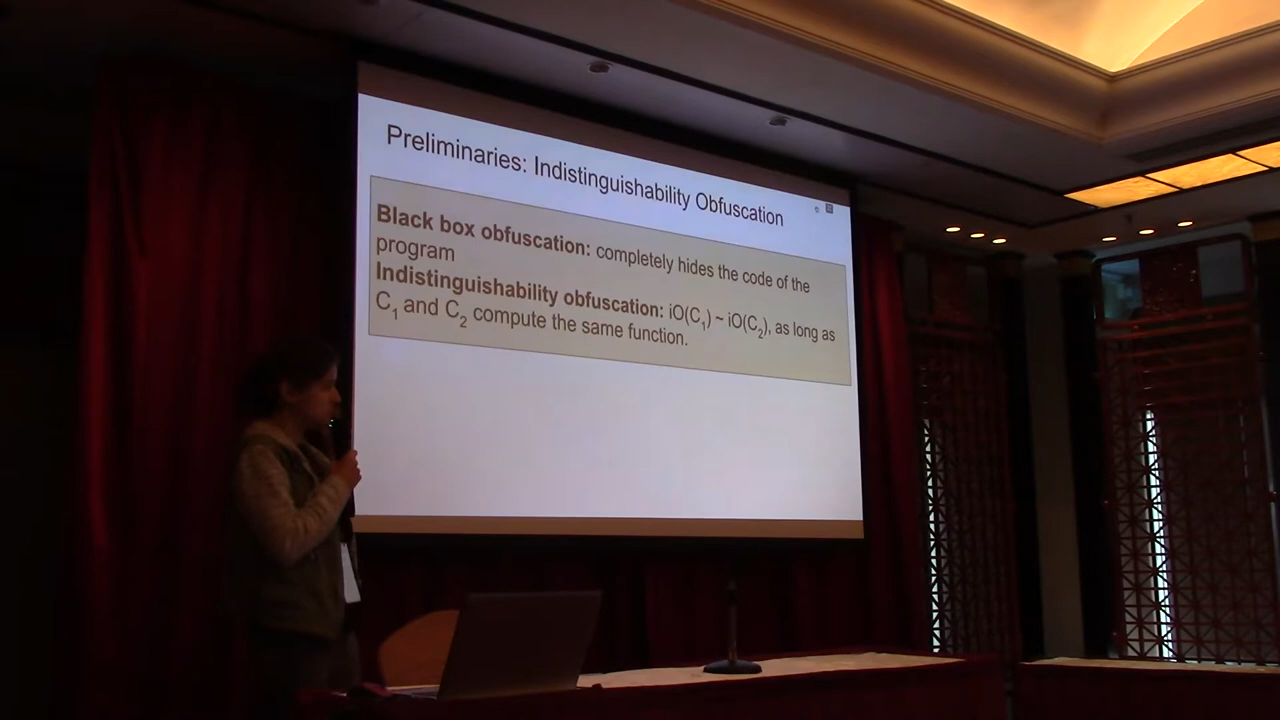 Preliminaries: Indistinguishability Obfuscation
Black box obfuscation: completely hides the code of the
program
Indistinguishability obfuscation: iO(C₁) ~ iO(C₂), as long as
C₁ and C₂ compute the same function.